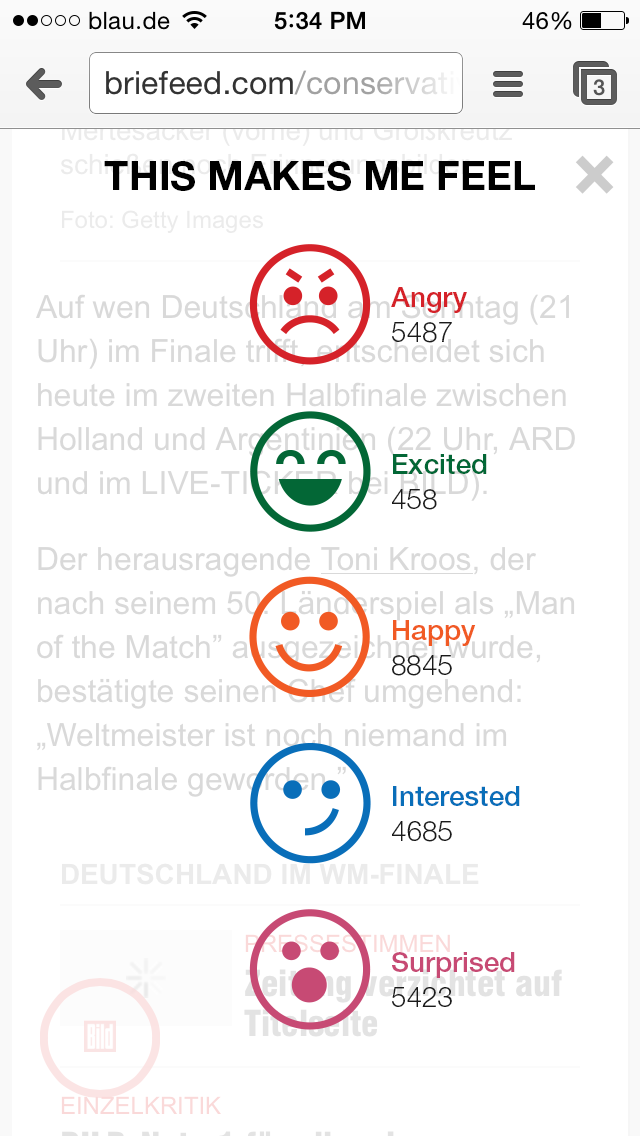 blau.de 5:34 PM 46%
briefeed.com/conservati
3
Mertesacker (vorne) und Großkreutz
THIS MAKES ME FEEL
Foto: Getty Images
Auf wen Deutschland am Sonntag (21
Angry
Uhr) im Finale trifft, entscheidet sich
5487
heute im zweiten Halbfinale zwischen
Holland und Argentinien (22 Uhr, ARD
Excited
und im LIVE-TICKER bei BILD).
458
Der herausragende Toni Kroos, der
nach seinem 50. Länderspiel als „Man
Happy
of the Match” ausgezeichnet wurde,
8845
bestätigte seinen Chef umgehend:
„Weltmeister ist noch niemand im
Halbfinale geworden.”
Interested
4685
DEUTSCHLAND IM WM-FINALE
PRESSESTIMMEN
Surprised
Zeitung verzichtet auf
5423
Titelseite
Bild
EINZELKRITIK